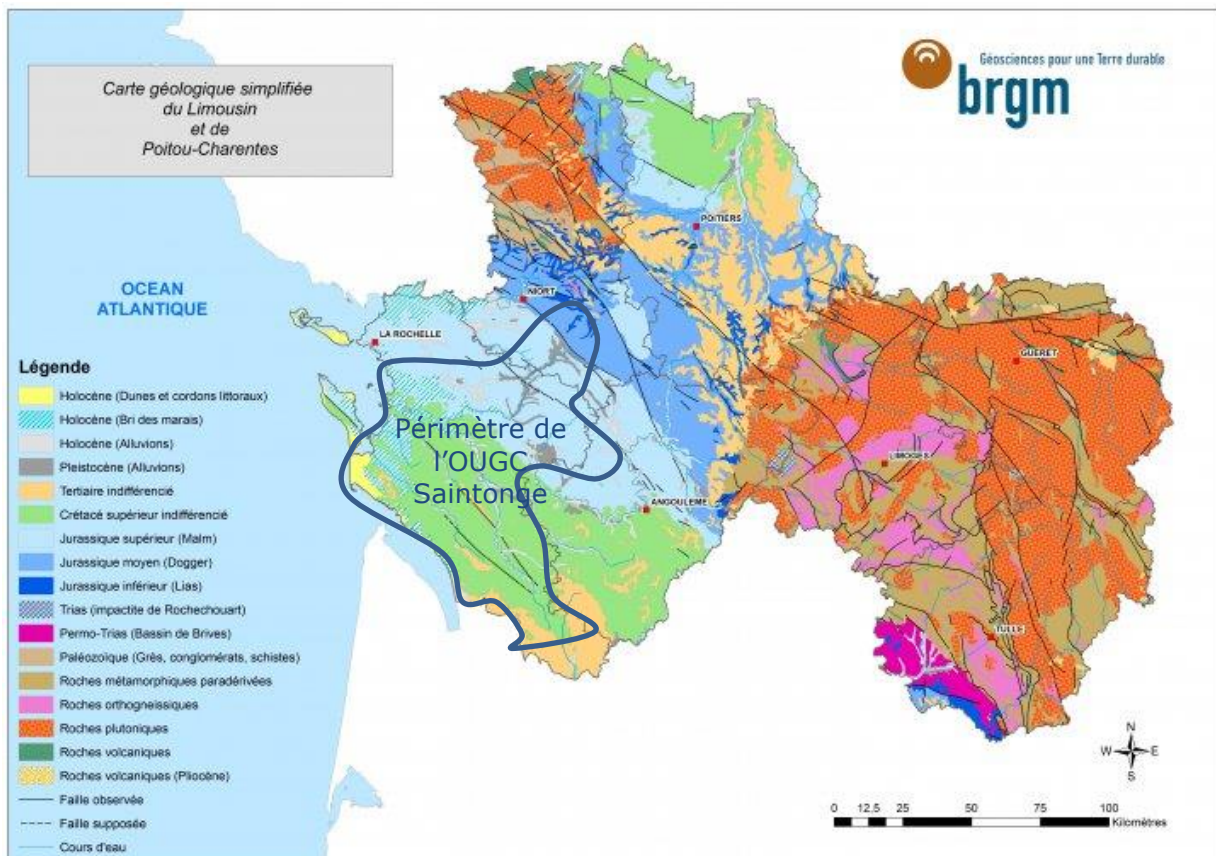 Carte géologique simplifiée
du Limousin
et de
Poitou-Charentes
Géosciences pour une Terre durable
brgm
OCEAN
ATLANTIQUE
POITIERS
NIORT
LA ROCHELLE
GUERET
LIMOGES
ANGOULEME
TULLE
Périmètre de
l'OUGC
Saintonge
Légende
Holocène (Dunes et cordons littoraux)
Holocène (Bri des marais)
Holocène (Alluvions)
Pleistocène (Alluvions)
Tertiaire indifférencié
Crétacé supérieur indifférencié
Jurassique supérieur (Malm)
Jurassique moyen (Dogger)
Jurassique inférieur (Lias)
Trias (impactite de Rochechouart)
Permo-Trias (Bassin de Brives)
Paléozoïque (Grès, conglomérats, schistes)
Roches métamorphiques paradérivées
Roches orthogneissiques
Roches plutoniques
Roches volcaniques
Roches volcaniques (Pliocène)
Faille observée
Faille supposée
Cours d'eau
N
W E
S
0 12,5 25 50 75 100
Kilomètres